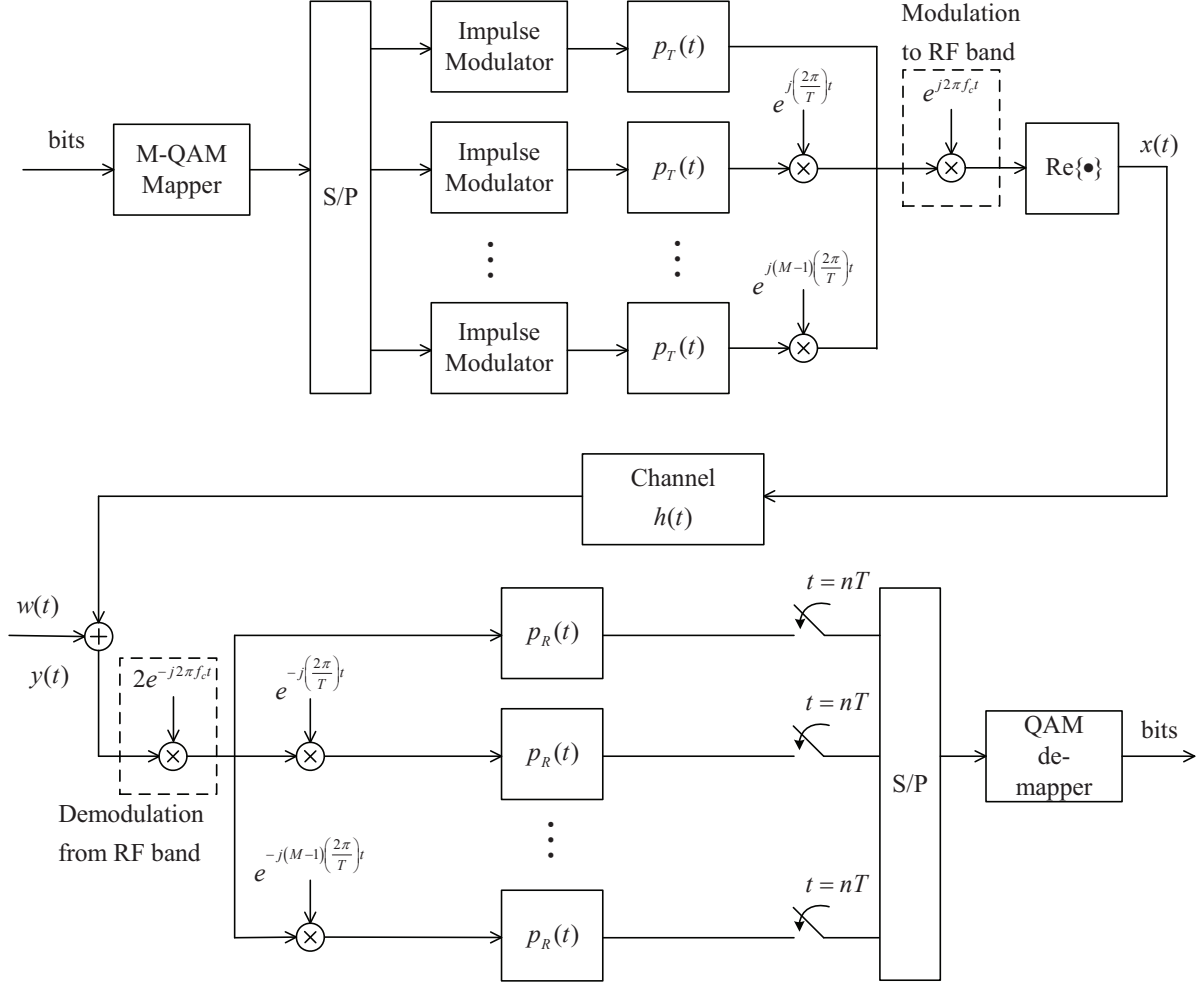 Modulation
to RF band
Impulse
Modulator
p_T(t)
e^{j(2π/T)t}
e^{j2πf_c t}
bits
M-QAM
Mapper
S/P
Impulse
Modulator
p_T(t)
Re{•}
x(t)
e^{j(M−1)(2π/T)t}
Impulse
Modulator
p_T(t)
Channel
h(t)
w(t)
y(t)
2e^{−j2πf_c t}
Demodulation
from RF band
e^{−j(2π/T)t}
e^{−j(M−1)(2π/T)t}
p_R(t)
t = nT
p_R(t)
t = nT
p_R(t)
t = nT
S/P
QAM
de-
mapper
bits